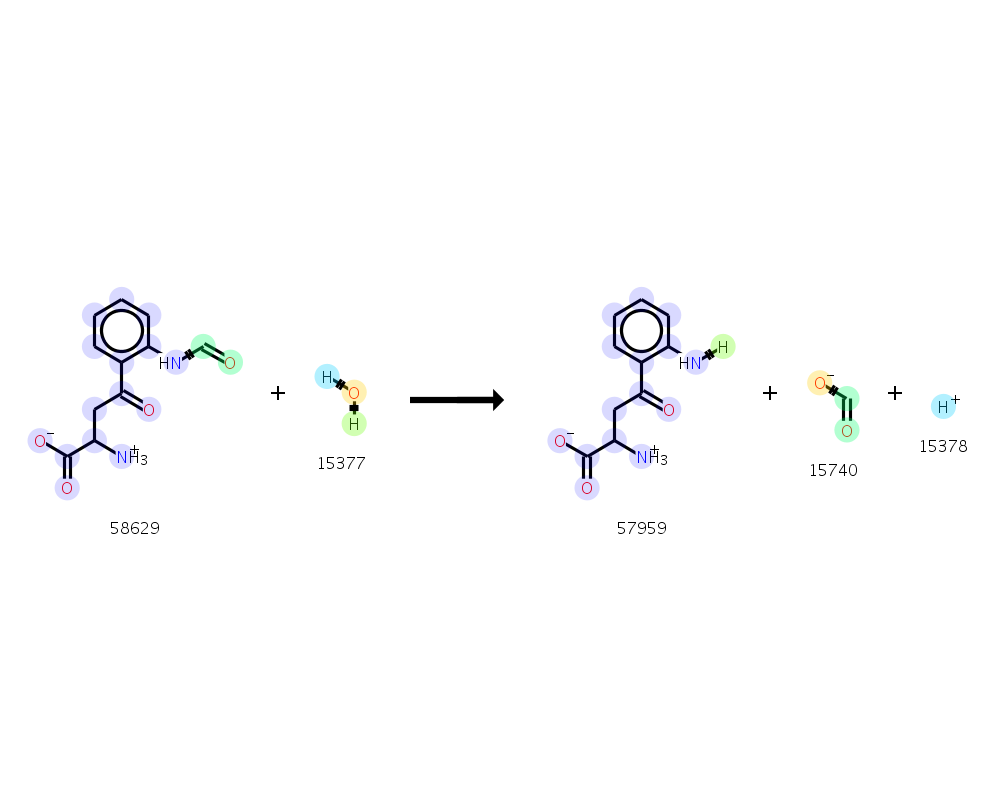 HN O + H O H HN H + O⁻ O + H⁺
O O
O⁻ NH₃⁺ O⁻ NH₃⁺
O O
15377 15740 15378
58629 57959